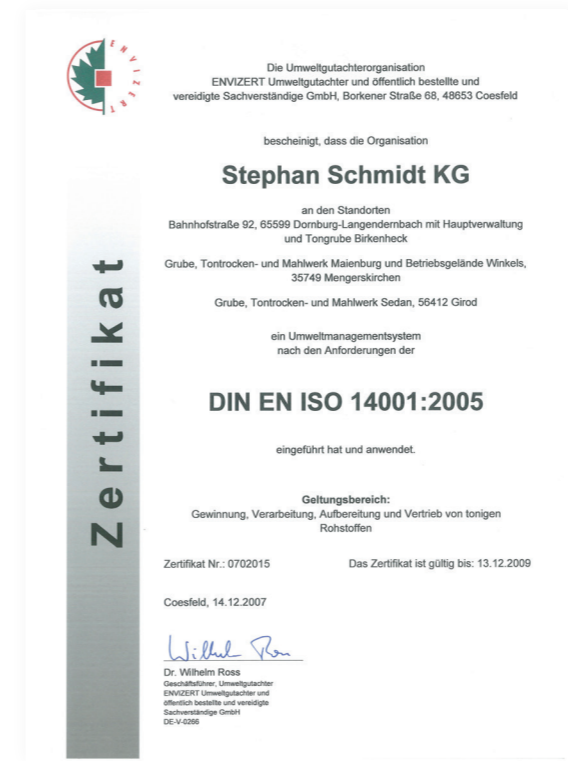 ENVIZERT
Die Umweltgutachterorganisation
ENVIZERT Umweltgutachter und öffentlich bestellte und
vereidigte Sachverständige GmbH, Borkener Straße 68, 48653 Coesfeld
bescheinigt, dass die Organisation
Stephan Schmidt KG
an den Standorten
Bahnhofstraße 92, 65599 Dornburg-Langendernbach mit Hauptverwaltung
und Tongrube Birkenheck
Grube, Tontrocken- und Mahlwerk Maienburg und Betriebsgelände Winkels,
35749 Mengerskirchen
Grube, Tontrocken- und Mahlwerk Sedan, 56412 Girod
ein Umweltmanagementsystem
nach den Anforderungen der
DIN EN ISO 14001:2005
eingeführt hat und anwendet.
Geltungsbereich:
Gewinnung, Verarbeitung, Aufbereitung und Vertrieb von tonigen
Rohstoffen
Zertifikat Nr.: 0702015 Das Zertifikat ist gültig bis: 13.12.2009
Coesfeld, 14.12.2007
Wilhelm Ross
Dr. Wilhelm Ross
Geschäftsführer, Umweltgutachter
ENVIZERT Umweltgutachter und
öffentlich bestellte und vereidigte
Sachverständige GmbH
DE-V-0266
Zertifikat